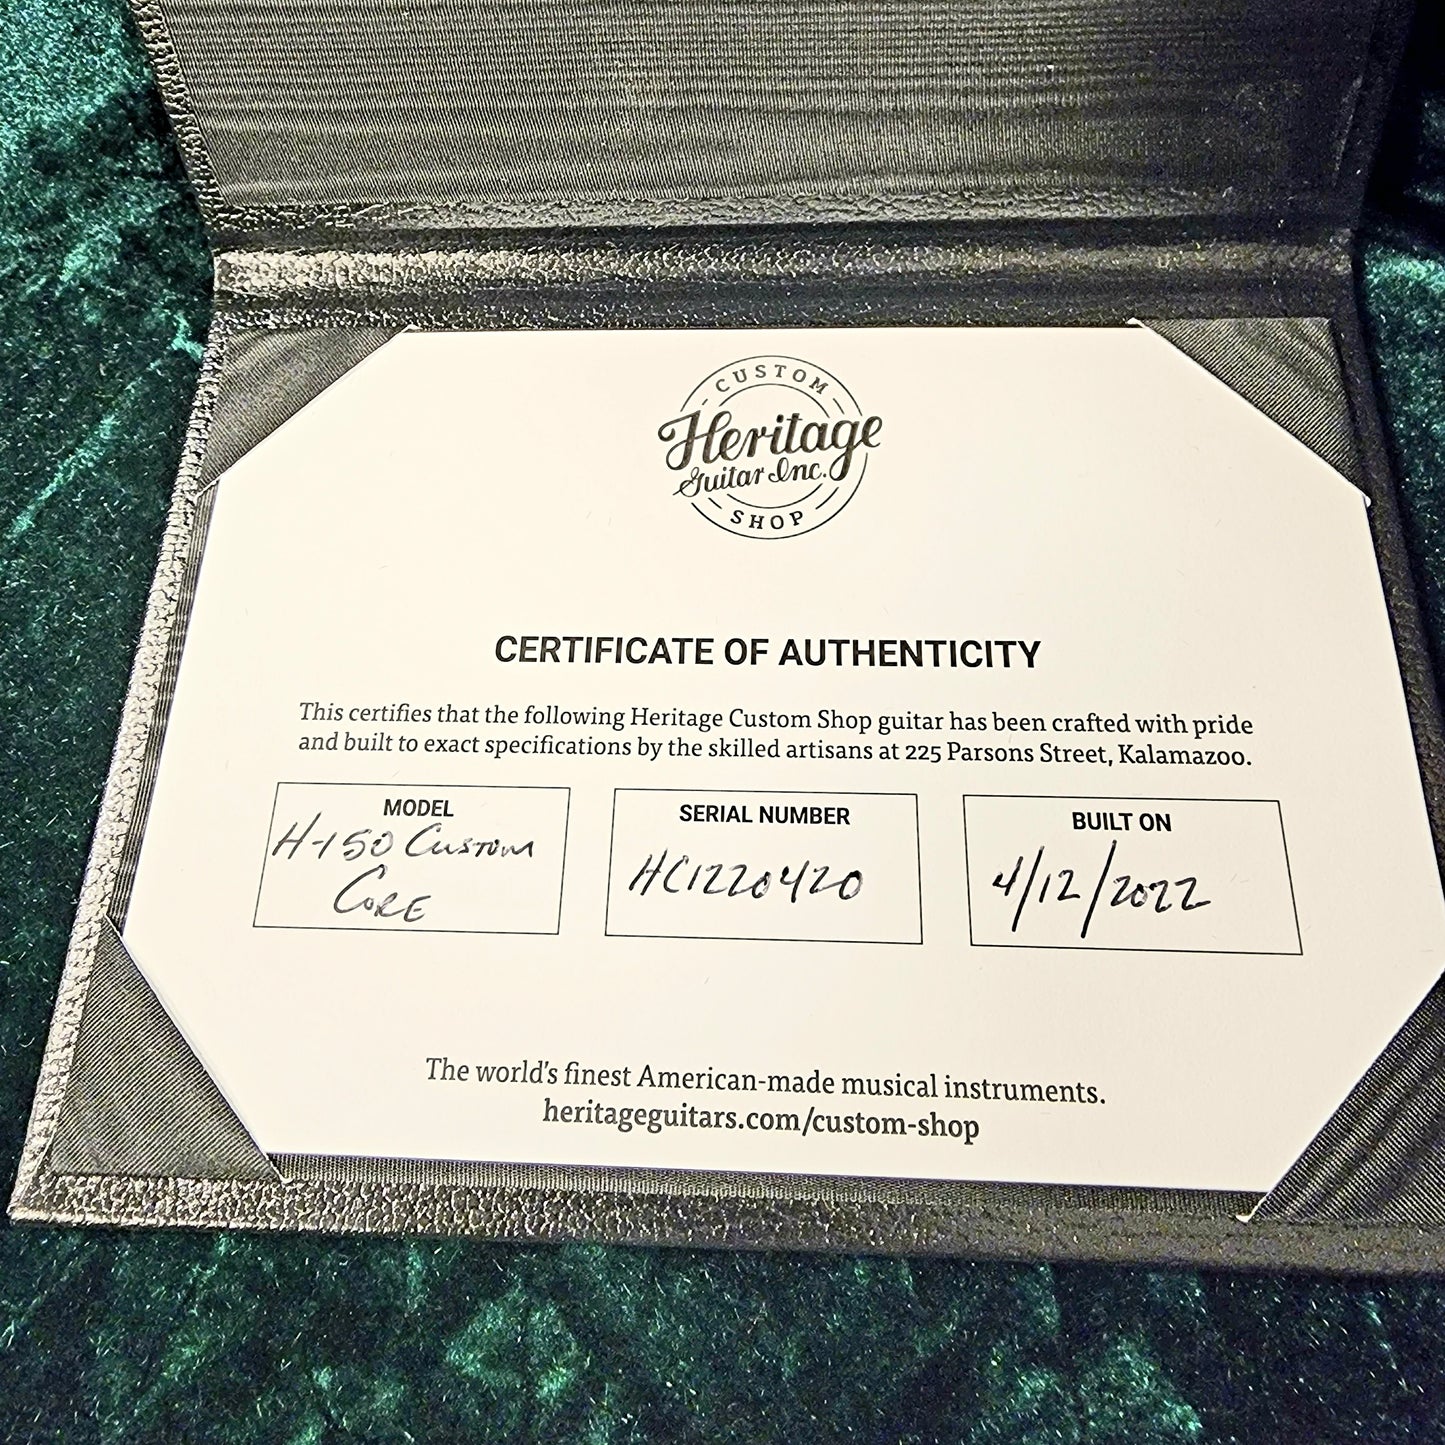 CUSTOM
Heritage
Guitar Inc.
SHOP
CERTIFICATE OF AUTHENTICITY
This certifies that the following Heritage Custom Shop guitar has been crafted with pride
and built to exact specifications by the skilled artisans at 225 Parsons Street, Kalamazoo.
MODEL
H-150 Custom
Core
SERIAL NUMBER
HC1220420
BUILT ON
4/12/2022
The world's finest American-made musical instruments.
heritageguitars.com/custom-shop